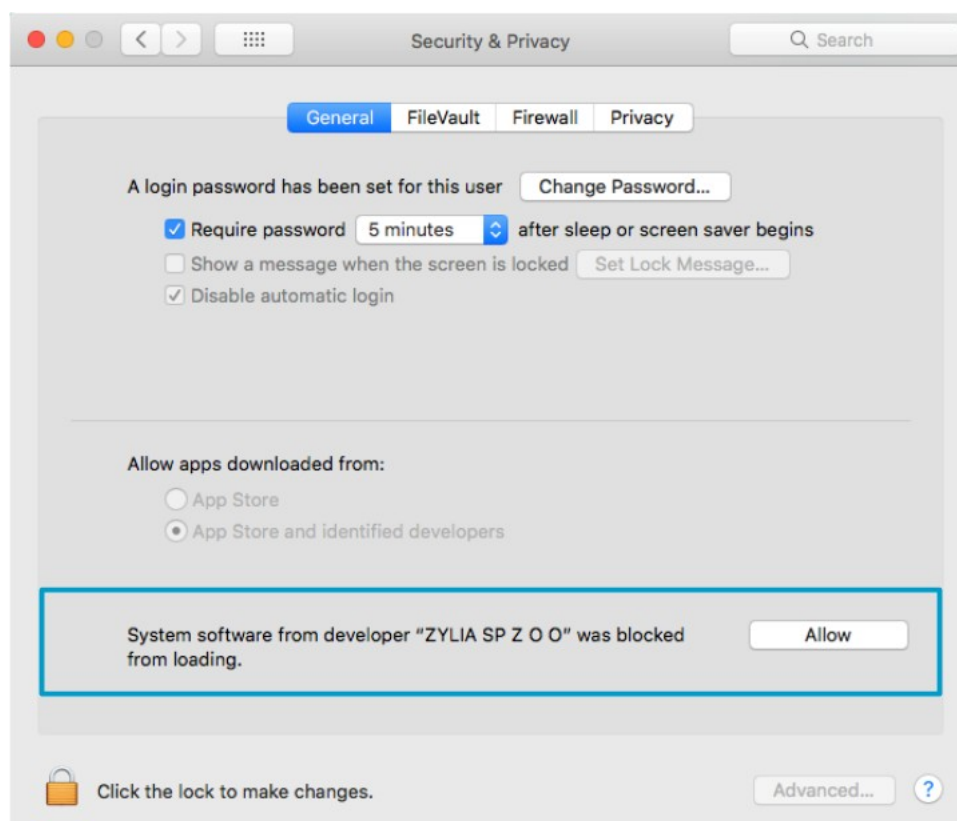 Security & Privacy
Search
General FileVault Firewall Privacy
A login password has been set for this user Change Password...
Require password 5 minutes after sleep or screen saver begins
Show a message when the screen is locked Set Lock Message...
Disable automatic login
Allow apps downloaded from:
App Store
App Store and identified developers
System software from developer “ZYLIA SP Z O O” was blocked
from loading.
Allow
Click the lock to make changes.
Advanced...
?